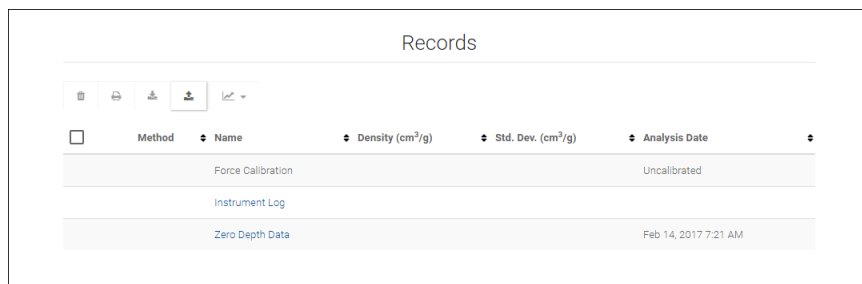 Records
Method Name Density (cm³/g) Std. Dev. (cm³/g) Analysis Date
Force Calibration Uncalibrated
Instrument Log
Zero Depth Data Feb 14, 2017 7:21 AM